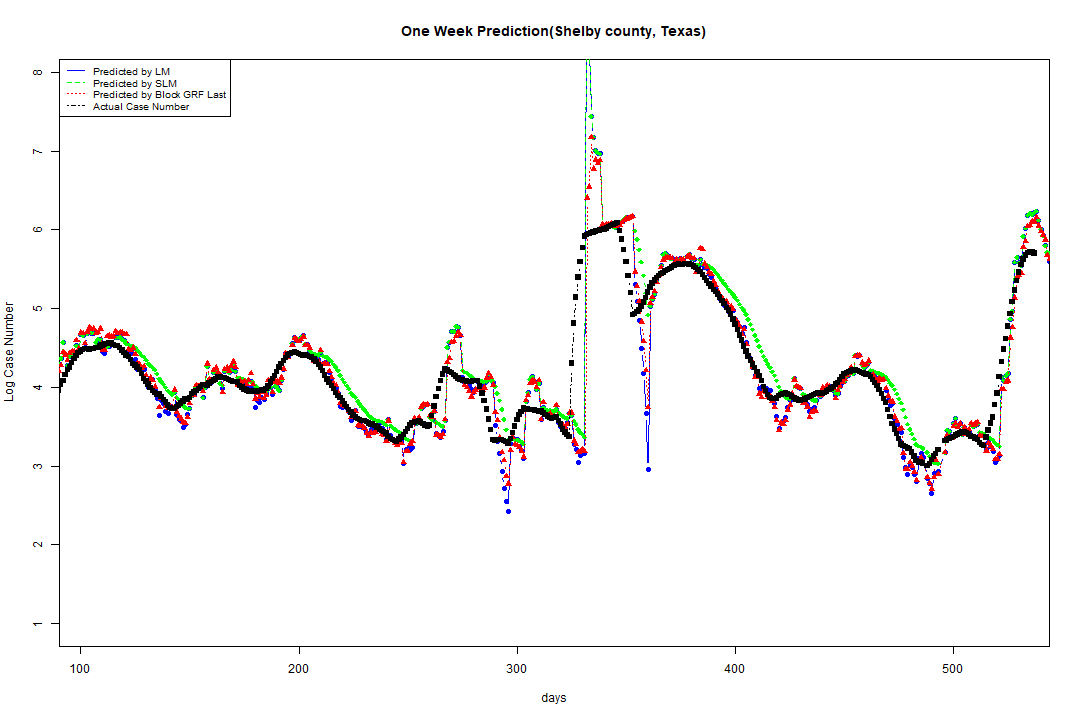 One Week Prediction(Shelby county, Texas)
Predicted by LM
Predicted by SLM
Predicted by Block GRF Last
Actual Case Number
Log Case Number
8
7
6
5
4
3
2
1
100 200 300 400 500
days